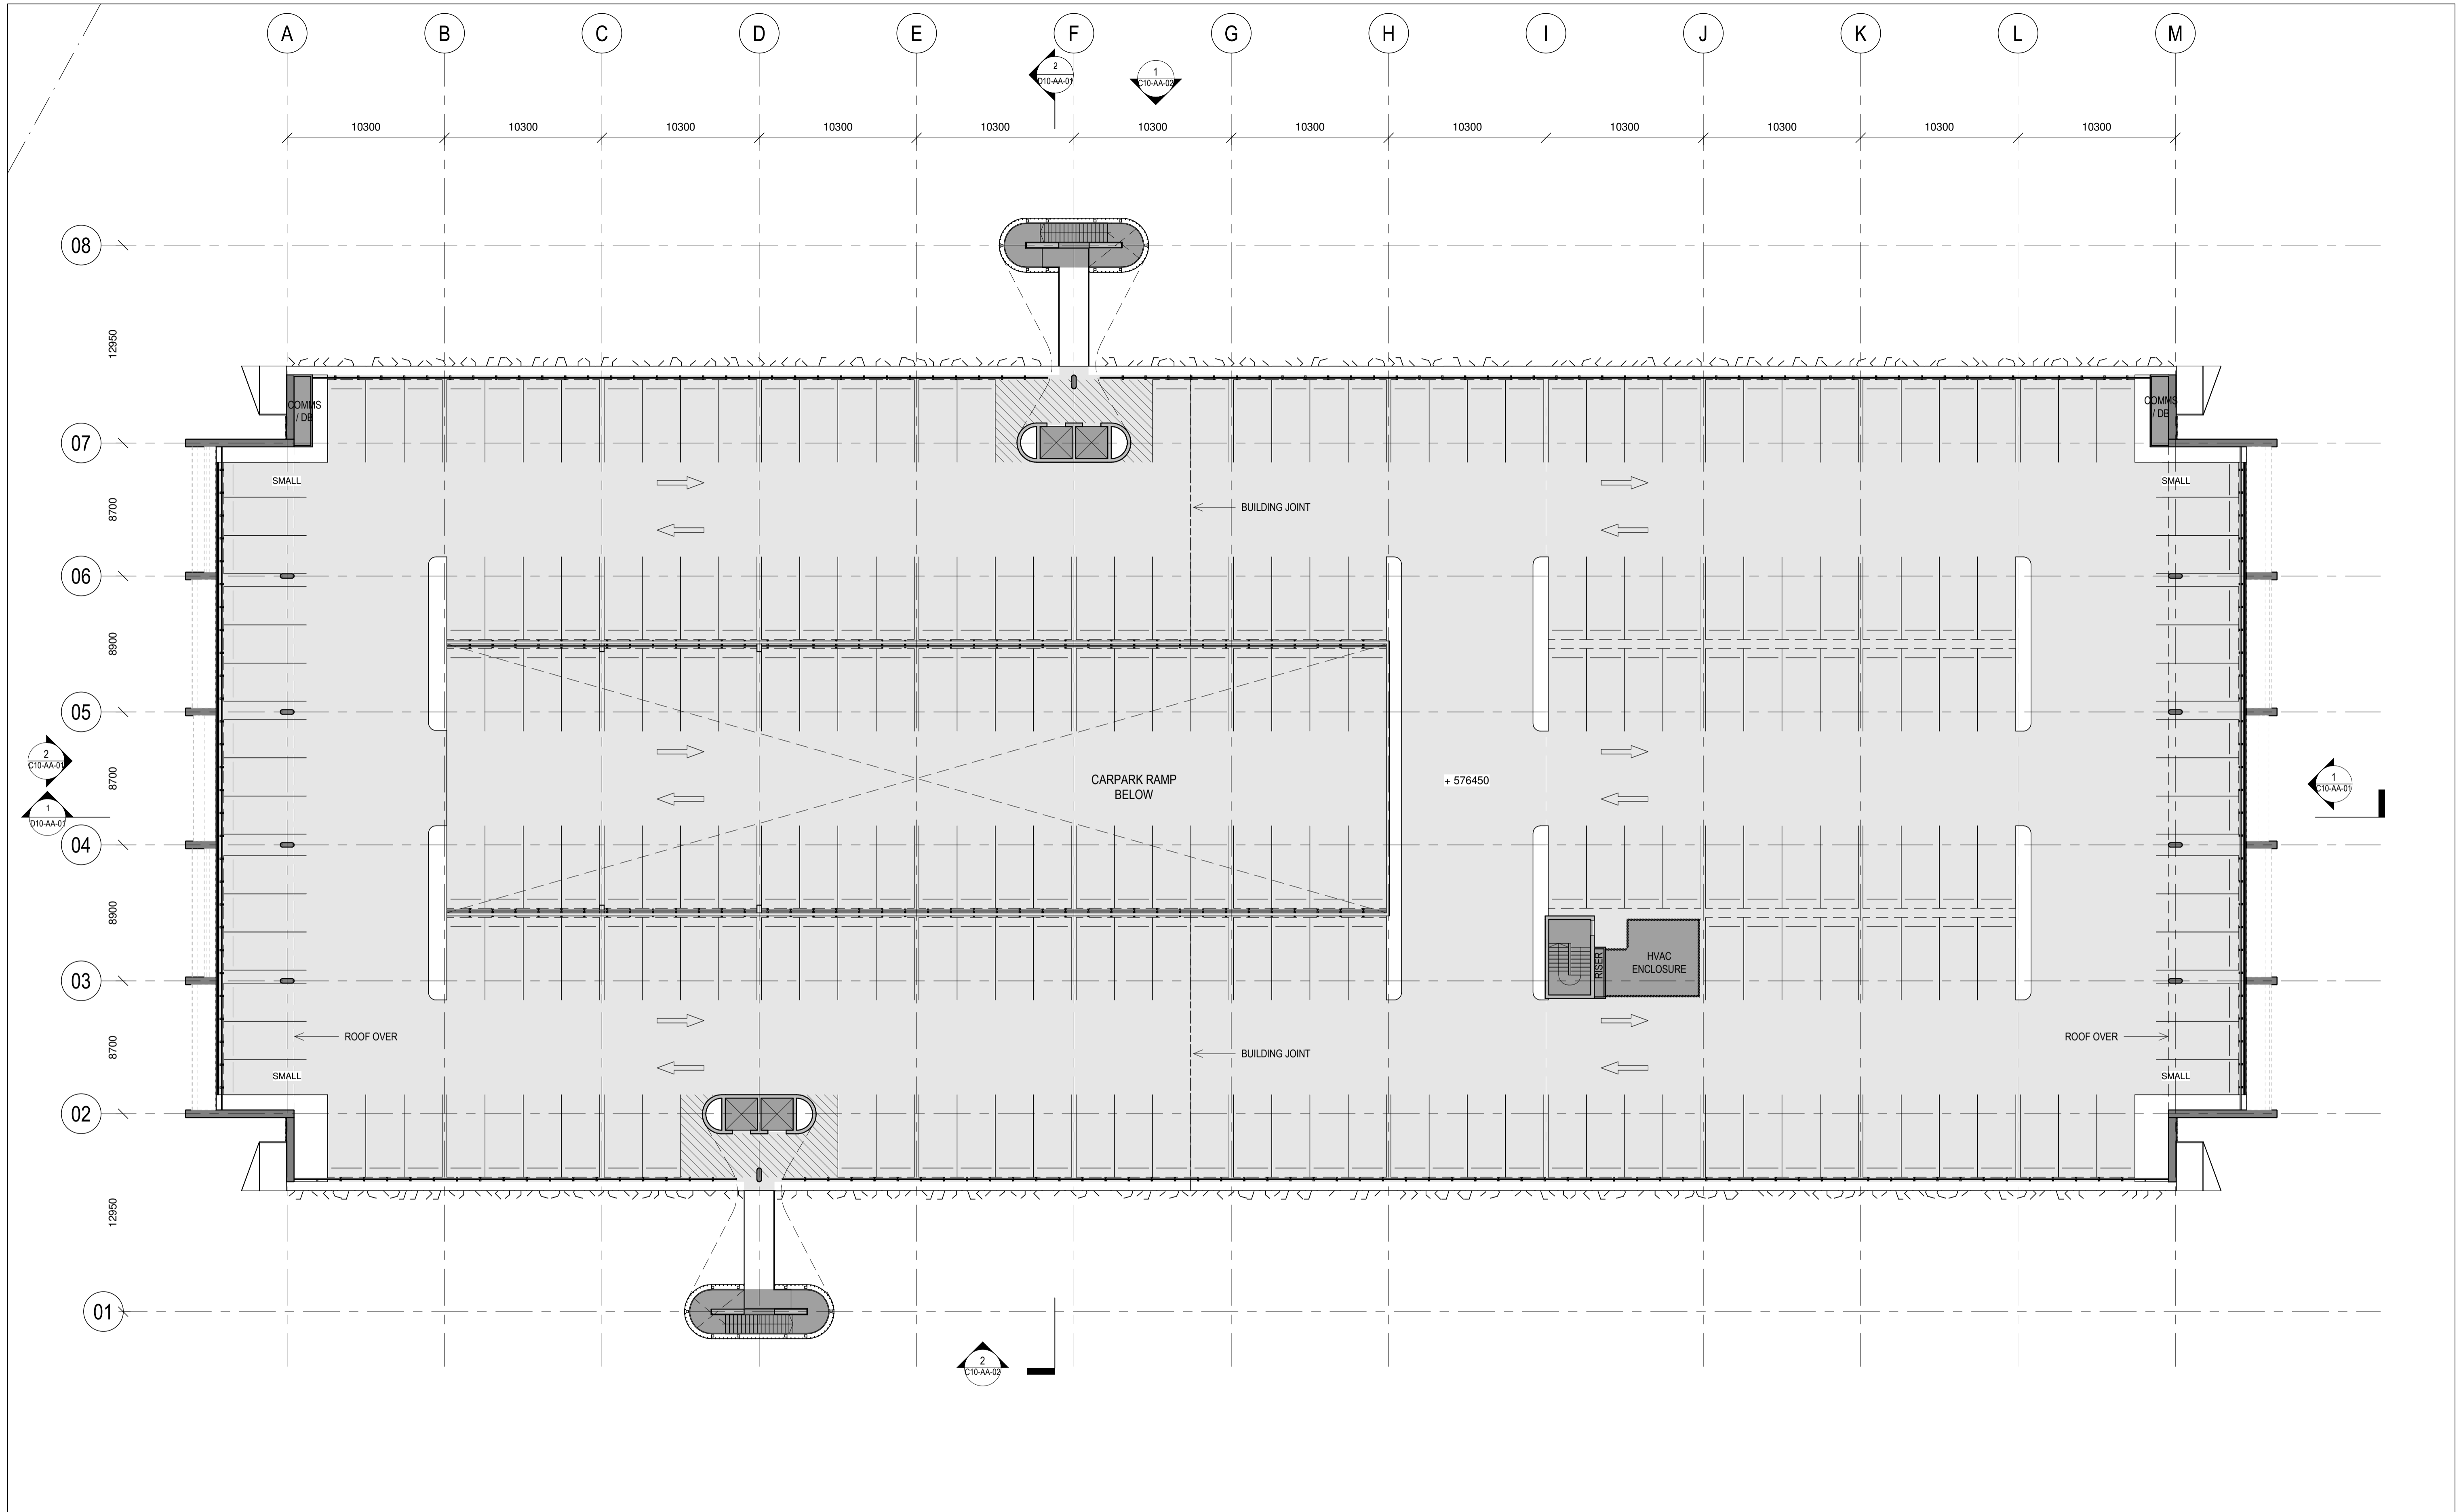 A B C D E F G H I J K L M
2
D10-AA-01
1
C10-AA-02
10300 10300 10300 10300 10300 10300 10300 10300 10300 10300 10300 10300
08
12950
COMMS
/ DB
COMMS
/ DB
07
SMALL
SMALL
8700
BUILDING JOINT
06
8900
05
2
C10-AA-01
8700
CARPARK RAMP
BELOW
+ 576450
1
C10-AA-01
1
D10-AA-01
04
8900
RISER
HVAC
ENCLOSURE
03
8700
ROOF OVER
ROOF OVER
BUILDING JOINT
SMALL
SMALL
02
12950
01
2
C10-AA-02